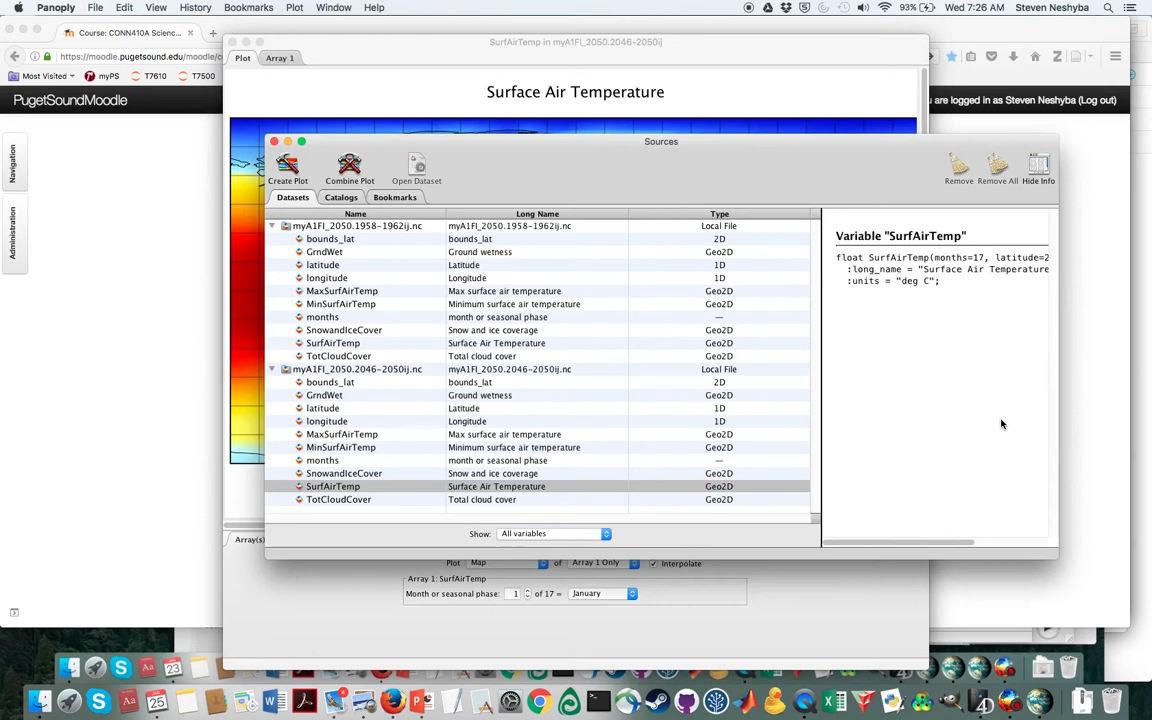 Panoply File Edit View History Bookmarks Plot Window Help 93% Wed 7:26 AM Steven Neshyba
Course: CONN410A Scienc...
SurfAirTemp in myA1FI_2050.2046-2050ij
https://moodle.pugetsound.edu/moodle/c
Plot Array 1
Most Visited myPS T7610 T7500
Surface Air Temperature
PugetSoundMoodle
are logged in as Steven Neshyba (Log out)
Navigation
Administration
Sources
Create Plot Combine Plot Open Dataset Remove Remove All Hide Info
Datasets Catalogs Bookmarks
Name Long Name Type
myA1FI_2050.1958-1962ij.nc myA1FI_2050.1958-1962ij.nc Local File
bounds_lat bounds_lat 2D
GrndWet Ground wetness Geo2D
latitude Latitude 1D
longitude Longitude 1D
MaxSurfAirTemp Max surface air temperature Geo2D
MinSurfAirTemp Minimum surface air temperature Geo2D
months month or seasonal phase —
SnowandIceCover Snow and ice coverage Geo2D
SurfAirTemp Surface Air Temperature Geo2D
TotCloudCover Total cloud cover Geo2D
myA1FI_2050.2046-2050ij.nc myA1FI_2050.2046-2050ij.nc Local File
bounds_lat bounds_lat 2D
GrndWet Ground wetness Geo2D
latitude Latitude 1D
longitude Longitude 1D
MaxSurfAirTemp Max surface air temperature Geo2D
MinSurfAirTemp Minimum surface air temperature Geo2D
months month or seasonal phase —
SnowandIceCover Snow and ice coverage Geo2D
SurfAirTemp Surface Air Temperature Geo2D
TotCloudCover Total cloud cover Geo2D
Variable "SurfAirTemp"
float SurfAirTemp(months=17, latitude=2
:long_name = "Surface Air Temperature
:units = "deg C";
Show: All variables
Array(s)
Plot Map of Array 1 Only Interpolate
Array 1: SurfAirTemp
Month or seasonal phase: 1 of 17 = January
23
25